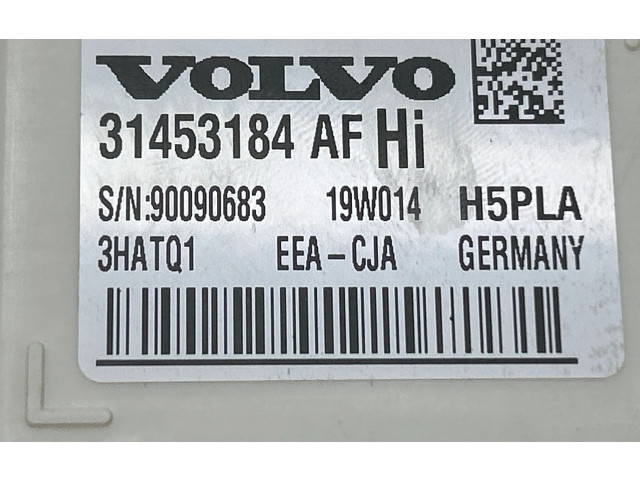 VOLVO
31453184 AF Hi
S/N:90090683 19W014 H5PLA
3HATQ1 EEA-CJA GERMANY